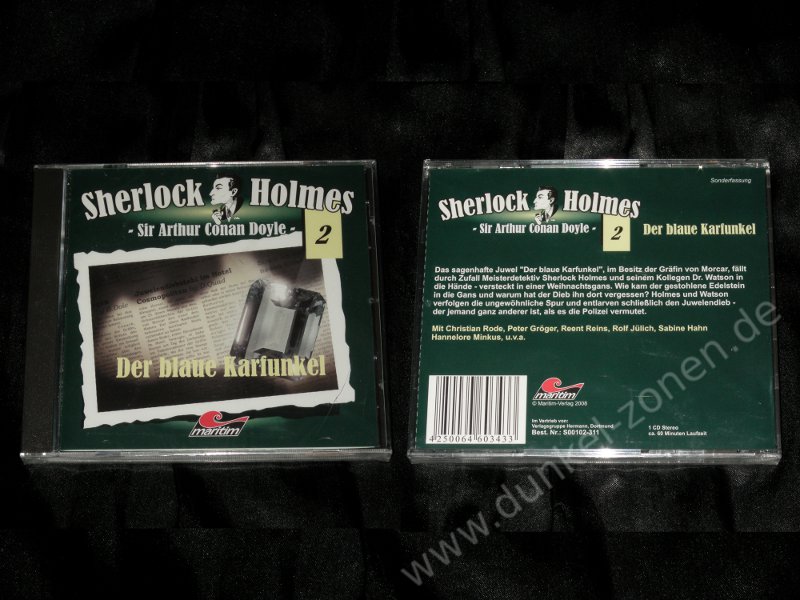 Sherlock Holmes
- Sir Arthur Conan Doyle -
2
Juwelendiebstahl im Hotel
Cosmopolitan
Der blaue Karfunkel
maritim
Sonderfassung
Sherlock Holmes
- Sir Arthur Conan Doyle -
2
Der blaue Karfunkel
Das sagenhafte Juwel "Der blaue Karfunkel", im Besitz der Gräfin von Morcar, fällt
durch Zufall Meisterdetektiv Sherlock Holmes und seinem Kollegen Dr. Watson in
die Hände - versteckt in einer Weihnachtsgans. Wie kam der gestohlene Edelstein
in die Gans und warum hat der Dieb ihn dort vergessen? Holmes und Watson
verfolgen die ungewöhnliche Spur und entlarven schließlich den Juwelendieb -
der jemand ganz anderer ist, als es die Polizei vermutet.
Mit Christian Rode, Peter Gröger, Reent Reins, Rolf Jülich, Sabine Hahn
Hannelore Minkus, u.v.a.
maritim
© Maritim-Verlag 2008
Im Vertrieb von:
Verlagsgruppe Hermann, Dortmund
Best. Nr.: S00102-311
1 CD Stereo
ca. 60 Minuten Laufzeit
4 250064 603433
www.dunkel-zonen.de